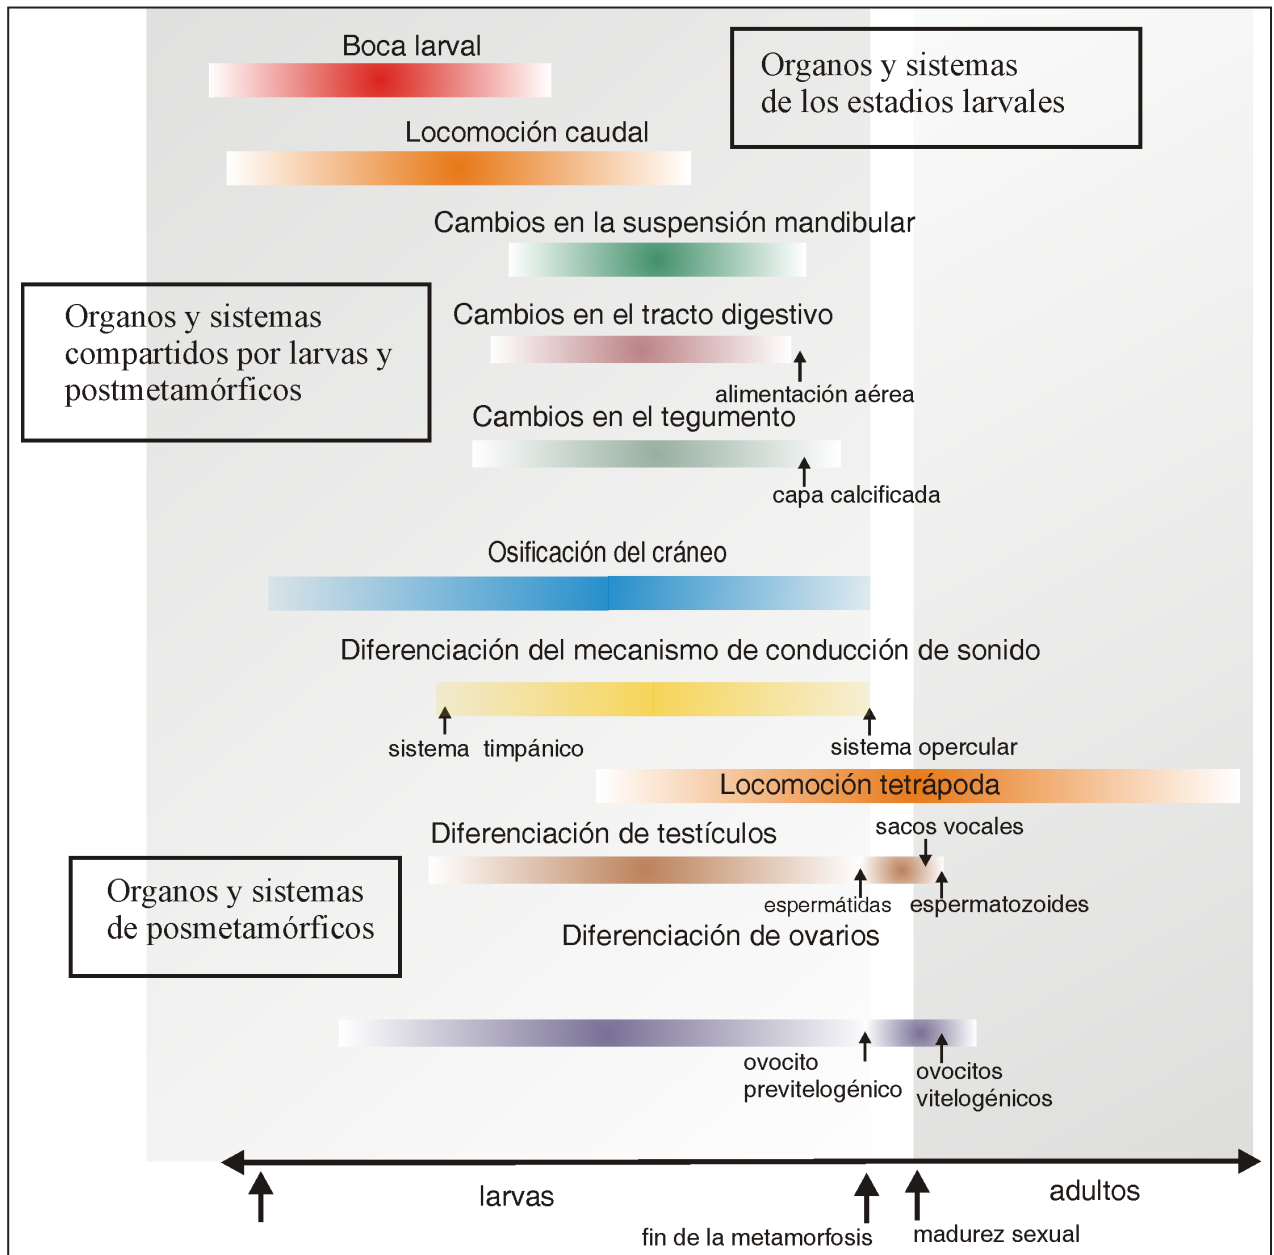 Boca larval
Organos y sistemas
de los estadios larvales
Locomoción caudal
Cambios en la suspensión mandibular
Organos y sistemas
compartidos por larvas y
postmetamórficos
Cambios en el tracto digestivo
alimentación aérea
Cambios en el tegumento
capa calcificada
Osificación del cráneo
Diferenciación del mecanismo de conducción de sonido
sistema timpánico
sistema opercular
Locomoción tetrápoda
sacos vocales
Diferenciación de testículos
espermátidas
espermatozoides
Organos y sistemas
de posmetamórficos
Diferenciación de ovarios
ovocito
previtelogénico
ovocitos
vitelogénicos
larvas
adultos
fin de la metamorfosis
madurez sexual